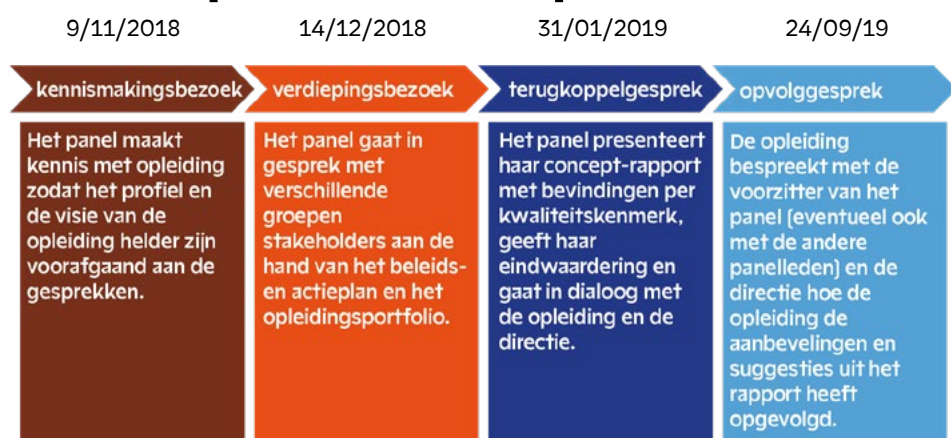 9/11/2018
14/12/2018
31/01/2019
24/09/19
kennismakingsbezoek
verdiepingsbezoek
terugkoppelgesprek
opvolggesprek
Het panel maakt
kennis met opleiding
zodat het profiel en
de visie van de
opleiding helder zijn
voorafgaand aan de
gesprekken.
Het panel gaat in
gesprek met
verschillende
groepen
stakeholders aan de
hand van het beleids-
en actieplan en het
opleidingsportfolio.
Het panel presenteert
haar concept-rapport
met bevindingen per
kwaliteitskenmerk,
geeft haar
eindwaardering en
gaat in dialoog met
de opleiding en de
directie.
De opleiding
bespreekt met de
voorzitter van het
panel (eventueel ook
met de andere
panelleden) en de
directie hoe de
opleiding de
aanbevelingen en
suggesties uit het
rapport heeft
opgevolgd.